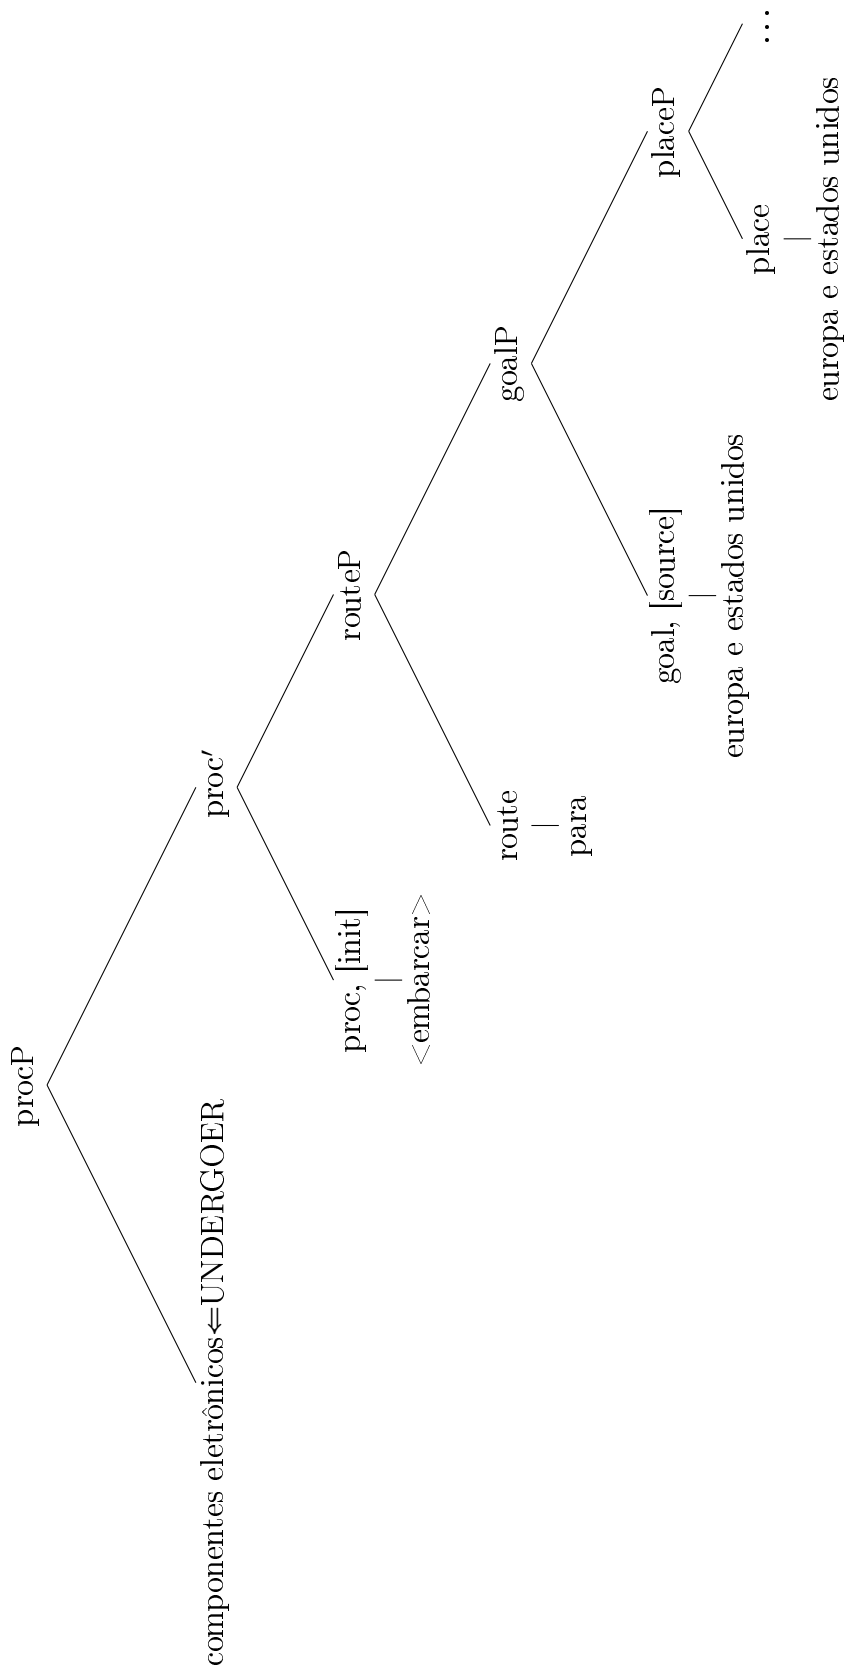 procP
componentes eletrônicos⇐UNDERGOER
proc′
proc, [init]
<embarcar>
routeP
route
para
goalP
goal, [source]
europa e estados unidos
placeP
place
europa e estados unidos
...